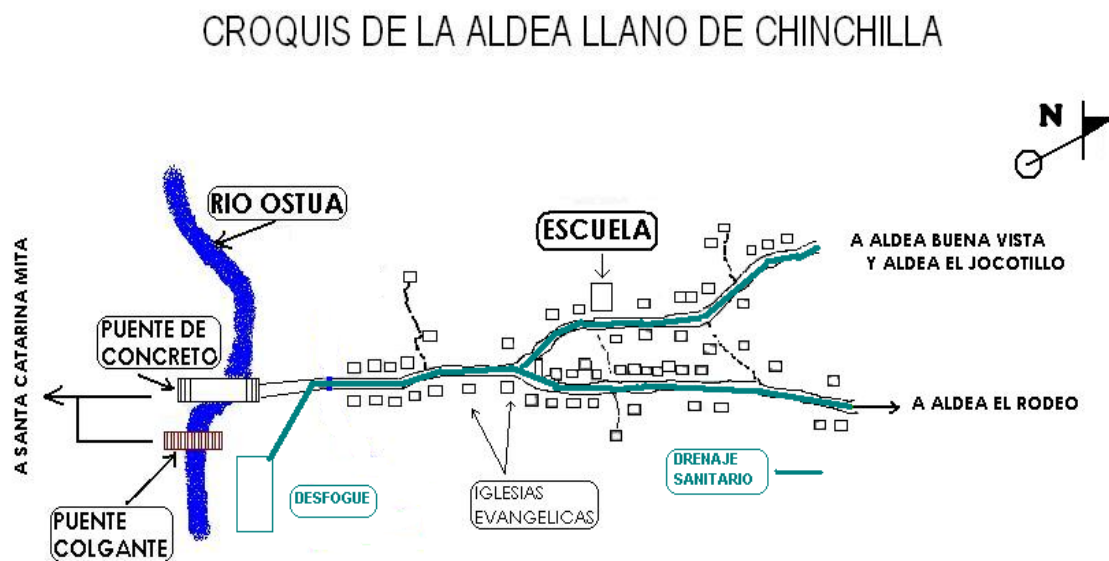 CROQUIS DE LA ALDEA LLANO DE CHINCHILLA
N
RIO OSTUA
ESCUELA
A ALDEA BUENA VISTA
Y ALDEA EL JOCOTILLO
A SANTA CATARINA MITA
PUENTE DE
CONCRETO
A ALDEA EL RODEO
DRENAJE
SANITARIO
DESFOGUE
IGLESIAS
EVANGELICAS
PUENTE
COLGANTE